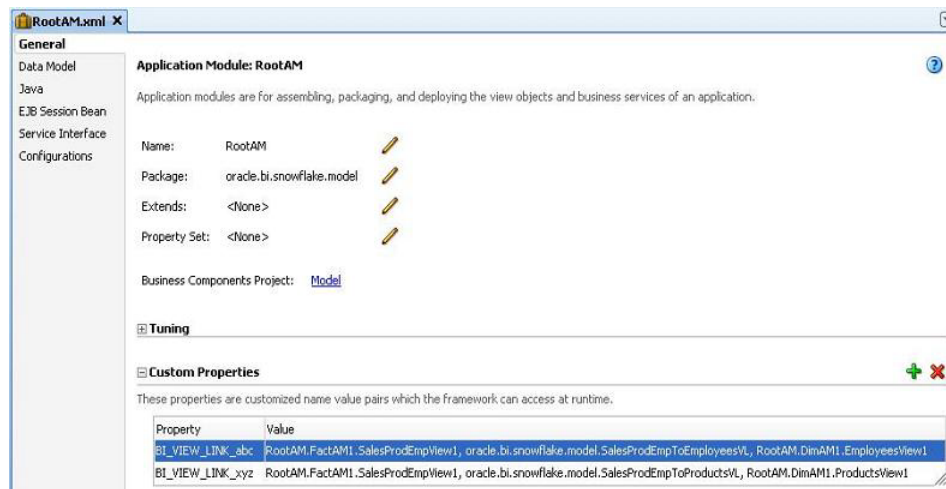 RootAM.xml
General
Data Model
Java
EJB Session Bean
Service Interface
Configurations
Application Module: RootAM
Application modules are for assembling, packaging, and deploying the view objects and business services of an application.
Name: RootAM
Package: oracle.bi.snowflake.model
Extends: <None>
Property Set: <None>
Business Components Project: Model
Tuning
Custom Properties
These properties are customized name value pairs which the framework can access at runtime.
Property Value
BI_VIEW_LINK_abc RootAM.FactAM1.SalesProdEmpView1, oracle.bi.snowflake.model.SalesProdEmpToEmployeesVL, RootAM.DimAM1.EmployeesView1
BI_VIEW_LINK_xyz RootAM.FactAM1.SalesProdEmpView1, oracle.bi.snowflake.model.SalesProdEmpToProductsVL, RootAM.DimAM1.ProductsView1